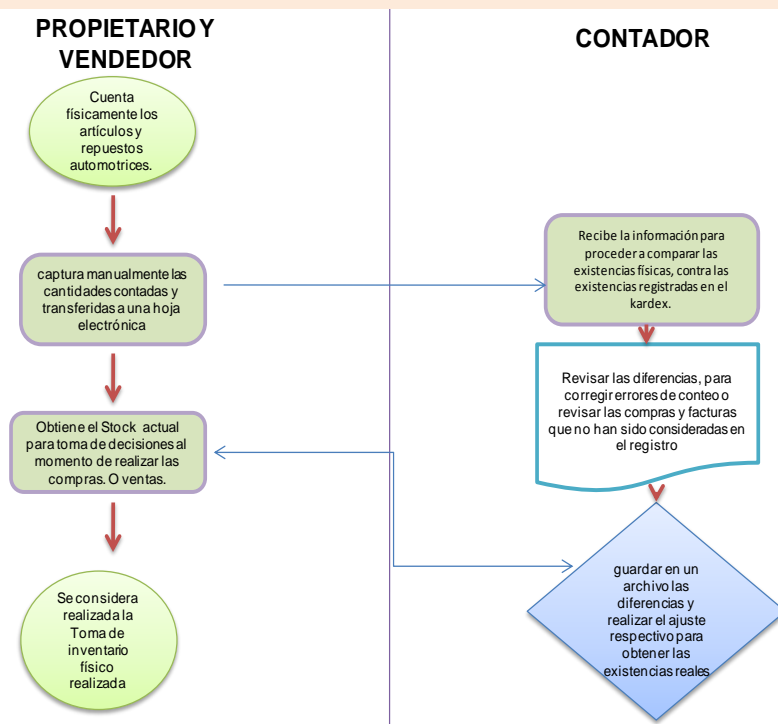 PROPIETARIO Y
VENDEDOR
Cuenta
físicamente los
artículos y
repuestos
automotrices.
captura manualmente las
cantidades contadas y
transferidas a una hoja
electrónica
Obtiene el Stock actual
para toma de decisiones al
momento de realizar las
compras. O ventas.
Se considera
realizada la
Toma de
inventario
físico
realizada
CONTADOR
Recibe la información para
proceder a comparar las
existencias físicas, contra las
existencias registradas en el
kardex.
Revisar las diferencias, para
corregir errores de conteo o
revisar las compras y facturas
que no han sido consideradas en
el registro
guardar en un
archivo las
diferencias y
realizar el ajuste
respectivo para
obtener las
existencias reales